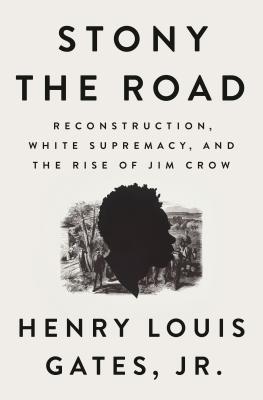 STONY
THE ROAD
RECONSTRUCTION,
WHITE SUPREMACY, AND
THE RISE OF JIM CROW
HENRY LOUIS
GATES, JR.